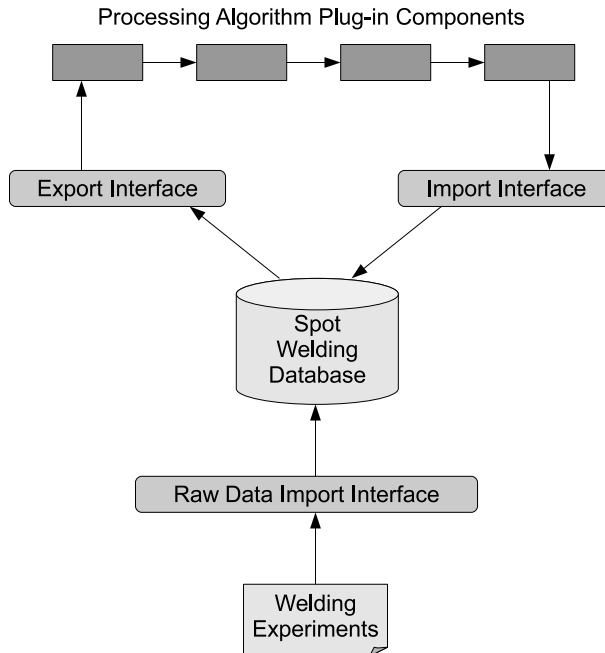 Processing Algorithm Plug-in Components
Export Interface
Import Interface
Spot
Welding
Database
Raw Data Import Interface
Welding
Experiments